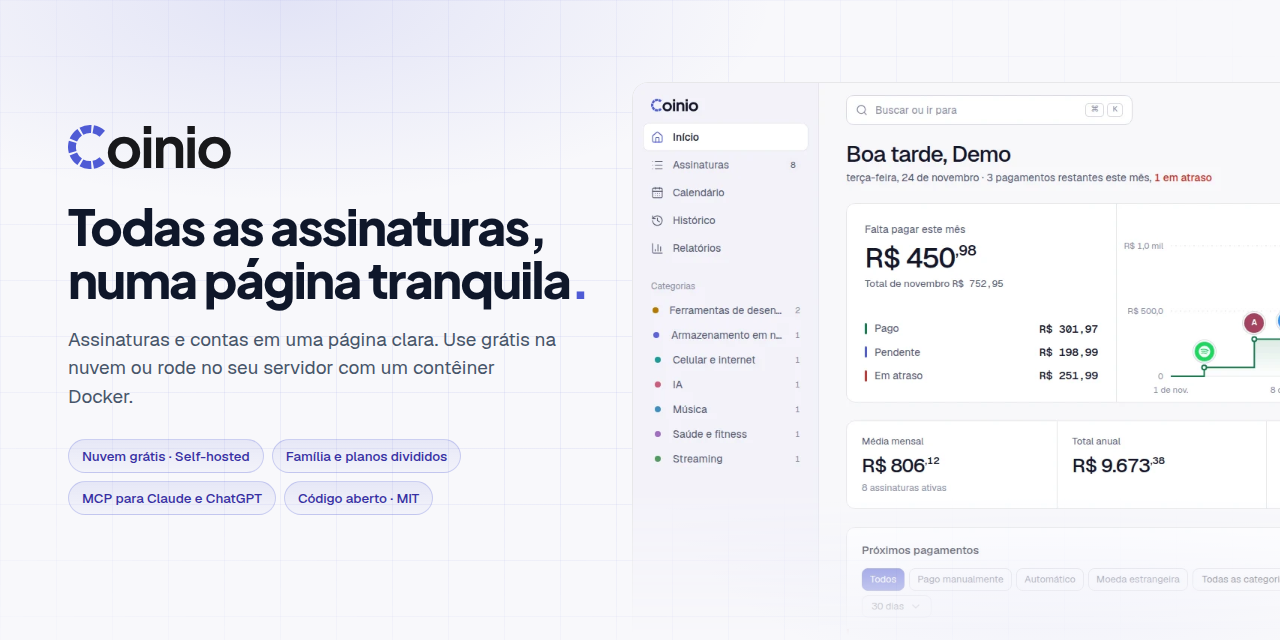 Coinio
Todas as assinaturas,
numa página tranquila.
Assinaturas e contas em uma página clara. Use grátis na
nuvem ou rode no seu servidor com um contêiner
Docker.
Nuvem grátis · Self-hosted
Família e planos divididos
MCP para Claude e ChatGPT
Código aberto · MIT
Coinio
Início
Assinaturas 8
Calendário
Histórico
Relatórios
Categorias
Ferramentas de desen... 2
Armazenamento em n... 1
Celular e Internet 1
IA 1
Música 1
Saúde e fitness 1
Streaming 1
Buscar ou ir para ⌘ K
Boa tarde, Demo
terça-feira, 24 de novembro · 3 pagamentos restantes este mês, 1 em atraso
Falta pagar este mês
R$ 450,98
Total de novembro R$ 752,95
Pago R$ 301,97
Pendente R$ 198,99
Em atraso R$ 251,99
R$ 1,0 mil
R$ 500,0
A
0
1 de nov.
8 d
Média mensal
R$ 806,12
8 assinaturas ativas
Total anual
R$ 9.673,38
Próximos pagamentos
Todos
Pago manualmente
Automático
Moeda estrangeira
Todas as categori
30 dias